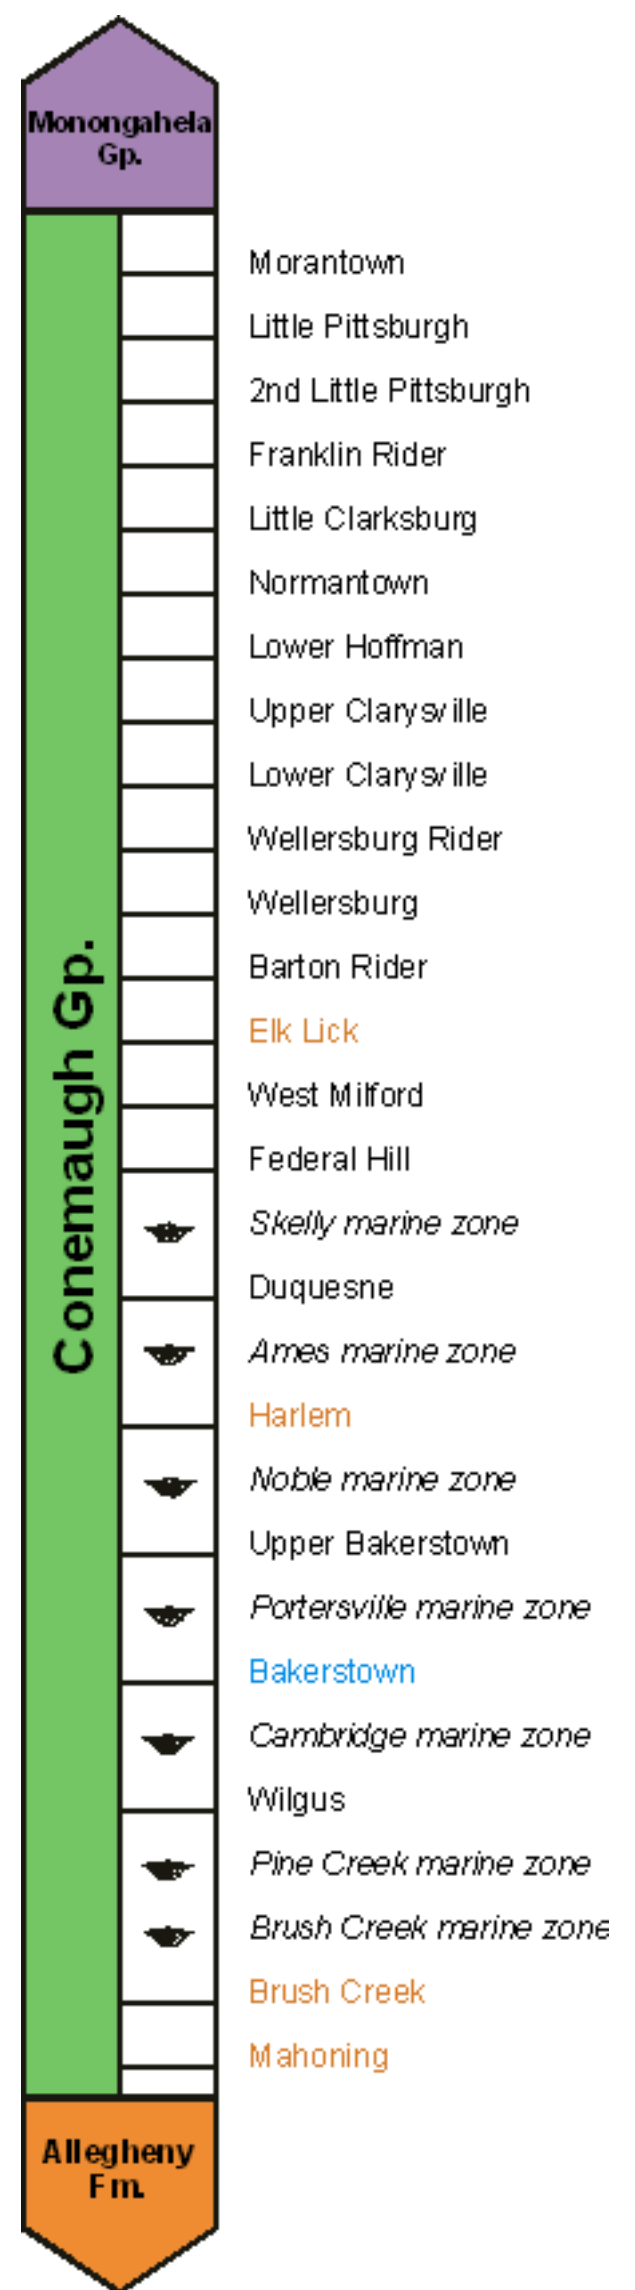 Monongahela
Gp.
Morantown
Little Pittsburgh
2nd Little Pittsburgh
Franklin Rider
Little Clarksburg
Normantown
Lower Hoffman
Upper Clarysville
Lower Clarysville
Wellersburg Rider
Wellersburg
Barton Rider
Elk Lick
West Milford
Federal Hill
Skelly marine zone
Duquesne
Ames marine zone
Harlem
Noble marine zone
Upper Bakerstown
Portersville marine zone
Bakerstown
Cambridge marine zone
Wilgus
Pine Creek marine zone
Brush Creek marine zone
Brush Creek
Mahoning
Conemaugh Gp.
Allegheny
Fm.